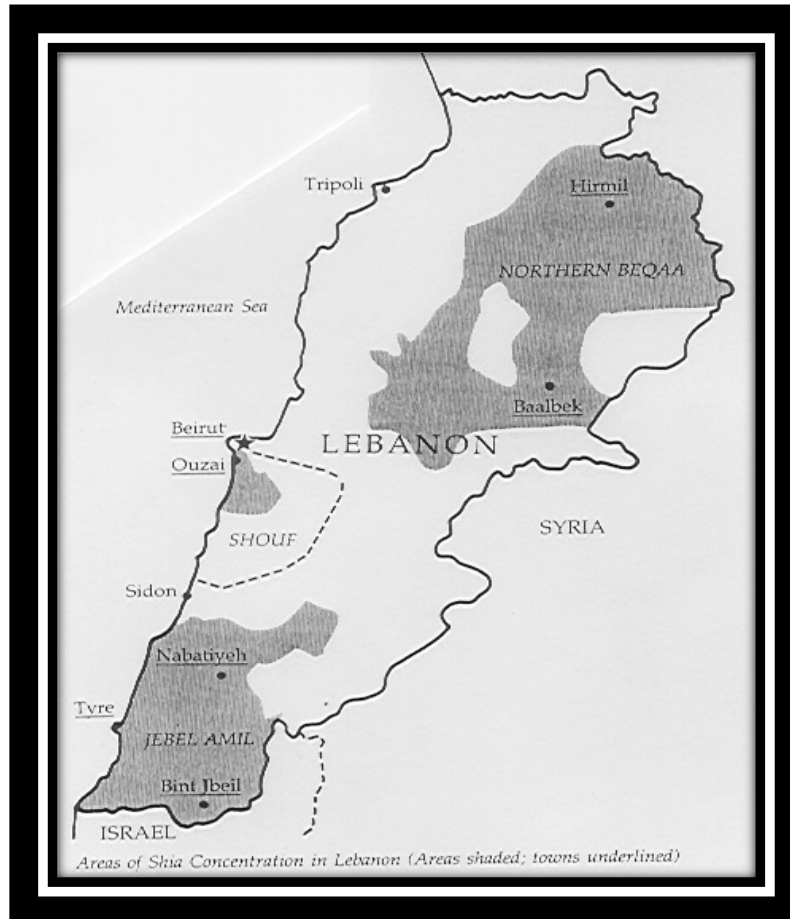 Hirmil
Tripoli
NORTHERN BEQAA
Mediterranean Sea
Baalbek
Beirut
LEBANON
Ouzai
SYRIA
SHOUF
Sidon
Nabatiyeh
Tyre
JEBEL AMIL
Bint Jbeil
ISRAEL
Areas of Shia Concentration in Lebanon (Areas shaded; towns underlined)